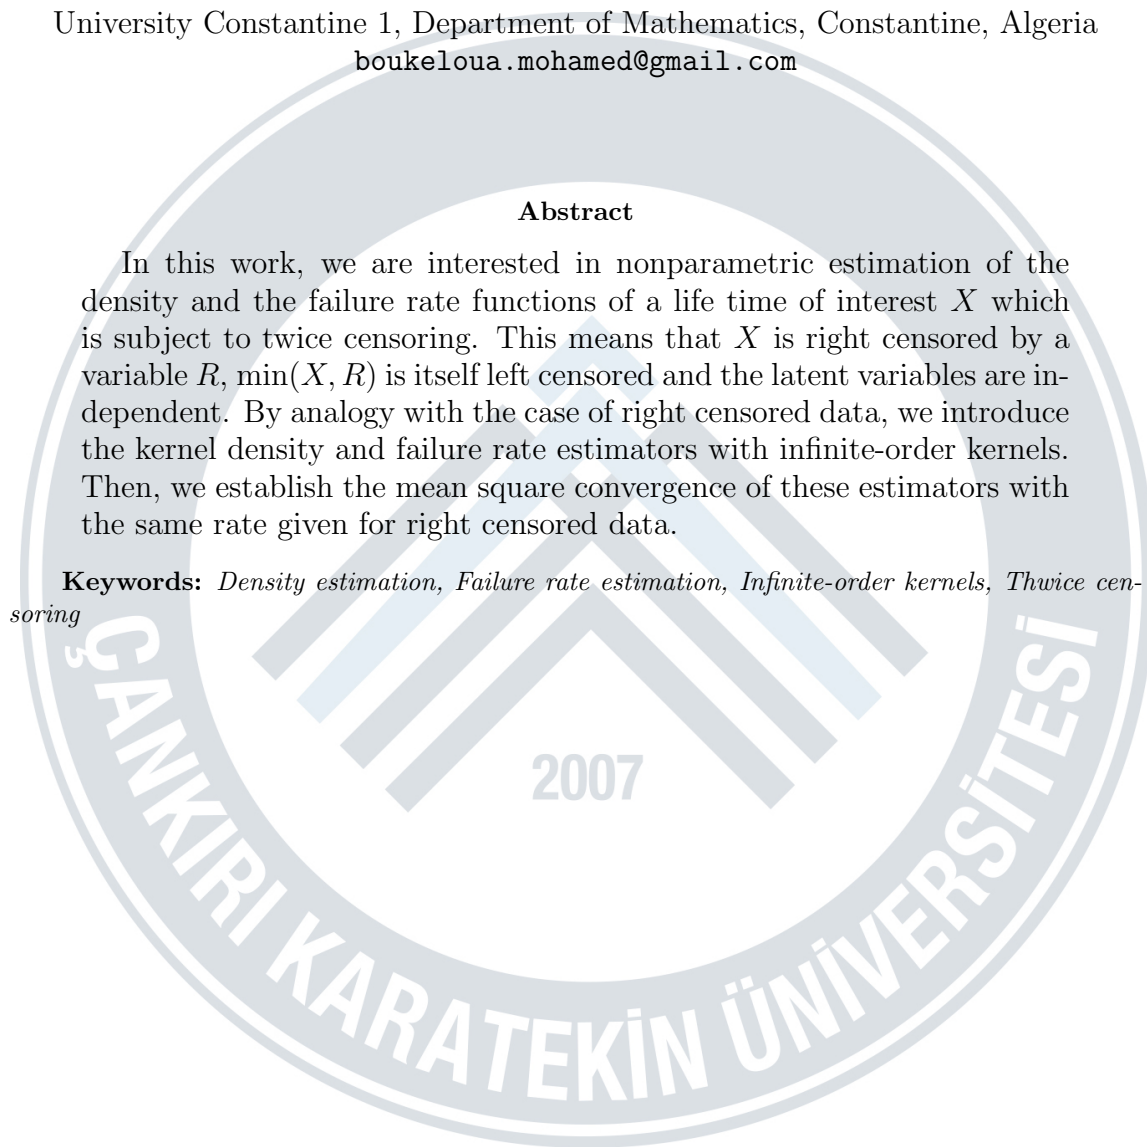 University Constantine 1, Department of Mathematics, Constantine, Algeria
boukeloua.mohamed@gmail.com
Abstract
In this work, we are interested in nonparametric estimation of the
density and the failure rate functions of a life time of interest X which
is subject to twice censoring. This means that X is right censored by a
variable R, min(X, R) is itself left censored and the latent variables are in-
dependent. By analogy with the case of right censored data, we introduce
the kernel density and failure rate estimators with infinite-order kernels.
Then, we establish the mean square convergence of these estimators with
the same rate given for right censored data.
Keywords: Density estimation, Failure rate estimation, Infinite-order kernels, Thwice cen-
soring
2007
ÇANKIRI KARATEKİN ÜNİVERSİTESİ